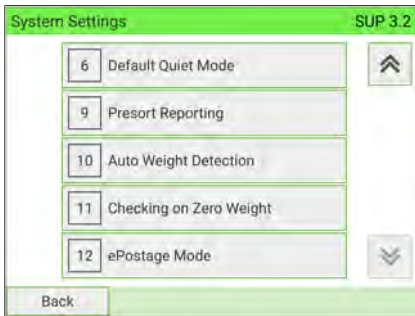 System Settings SUP 3.2
6 Default Quiet Mode
9 Presort Reporting
10 Auto Weight Detection
11 Checking on Zero Weight
12 ePostage Mode
Back